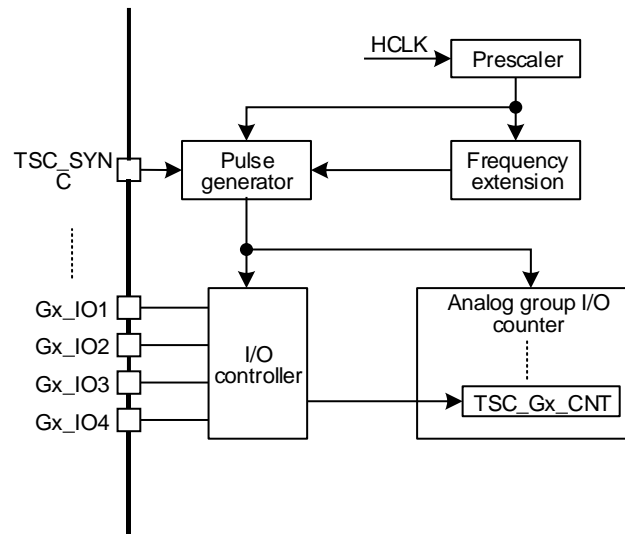 HCLK
Prescaler
TSC_SYN
C
Pulse
generator
Frequency
extension
Gx_IO1
Gx_IO2
Gx_IO3
Gx_IO4
I/O
controller
Analog group I/O
counter
TSC_Gx_CNT